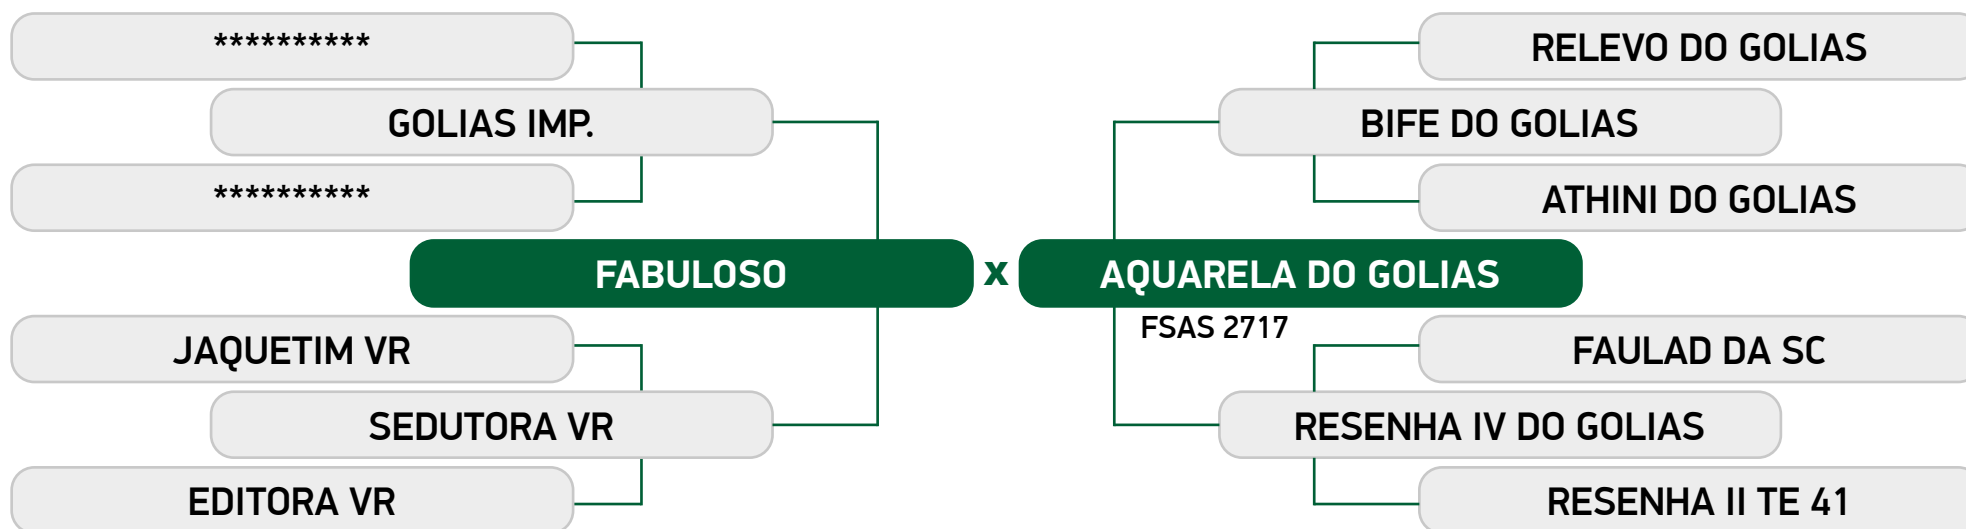 **********
RELEVO DO GOLIAS
GOLIAS IMP.
BIFE DO GOLIAS
**********
ATHINI DO GOLIAS
FABULOSO x AQUARELA DO GOLIAS
FSAS 2717
JAQUETIM VR
FAULAD DA SC
SEDUTORA VR
RESENHA IV DO GOLIAS
EDITORA VR
RESENHA II TE 41